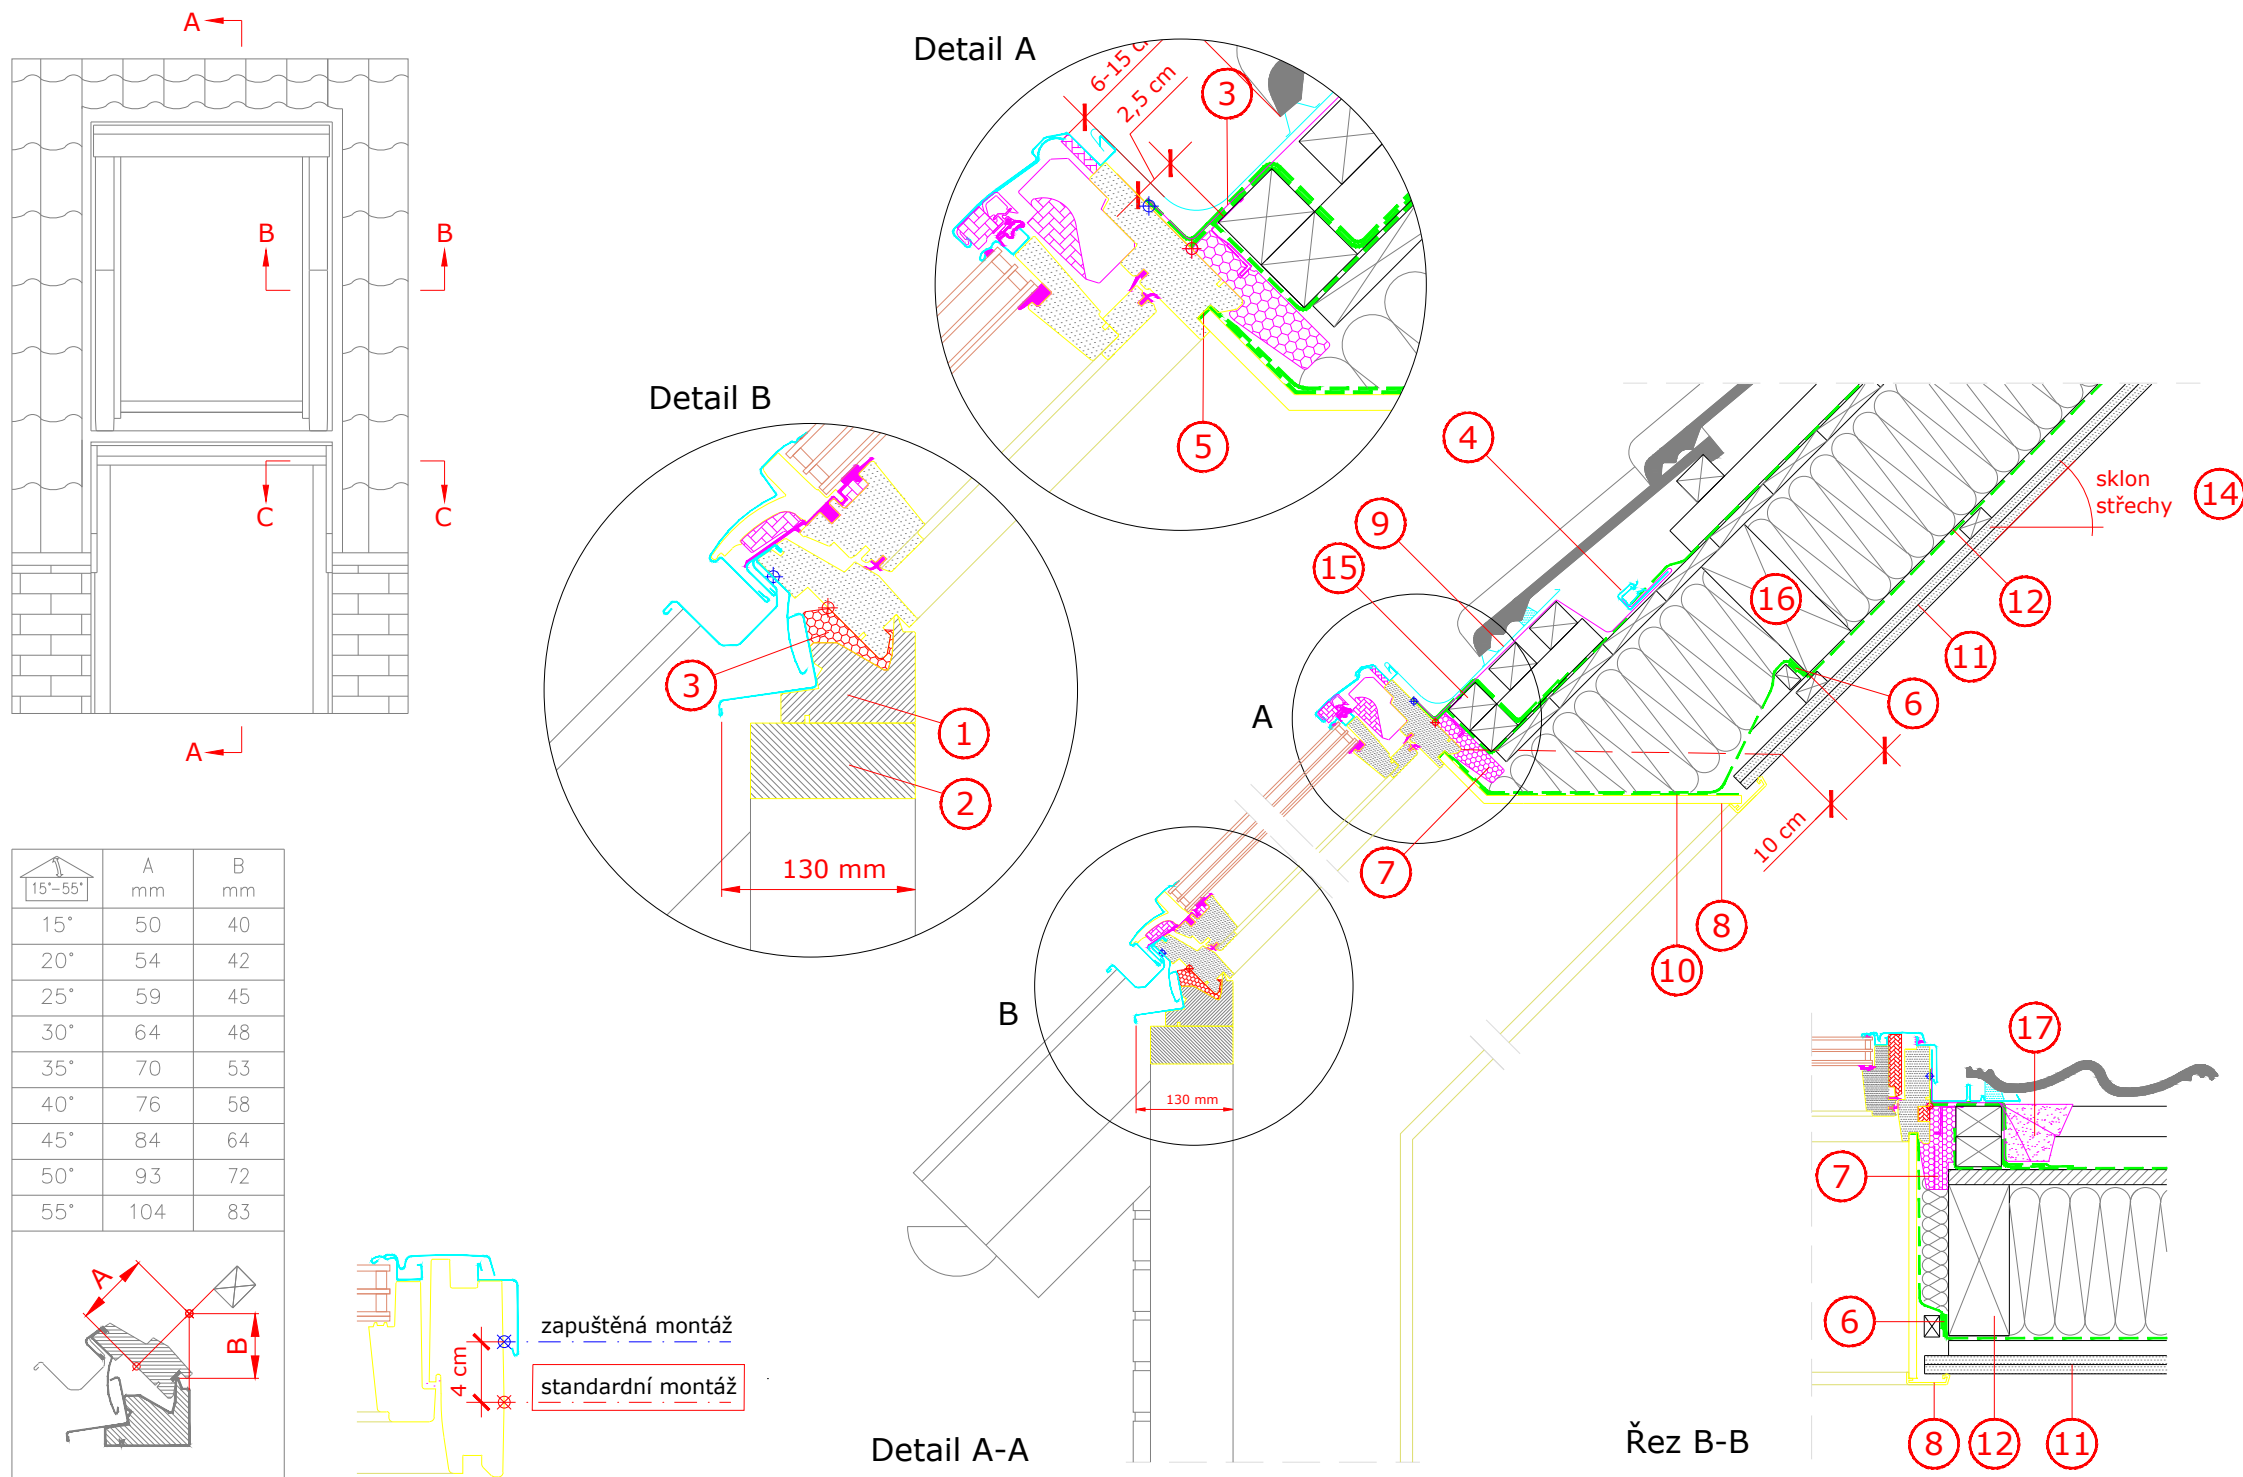 A
B
B
C
C
A
Detail A
6-15 c
2,5 cm
3
5
Detail B
3
1
2
130 mm
4
9
15
16
sklon
střechy
14
12
11
6
A
7
10 cm
8
10
B
130 mm
15°-55°
A
mm
B
mm
15° 50 40
20° 54 42
25° 59 45
30° 64 48
35° 70 53
40° 76 58
45° 84 64
50° 93 72
55° 104 83
A
B
4 cm
zapuštěná montáž
standardní montáž
Detail A-A
17
7
6
8
12
11
Řez B-B